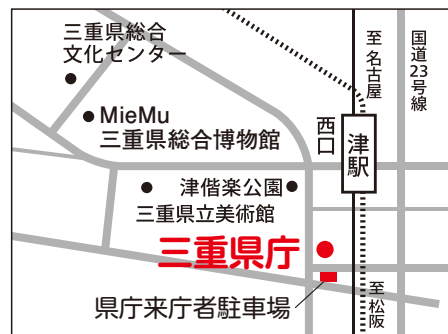 三重県総合
文化センター
MieMu
三重県総合博物館
至 名古屋
国道23号線
西口
津駅
津偕楽公園
三重県立美術館
三重県庁
県庁来庁者駐車場
至 松阪